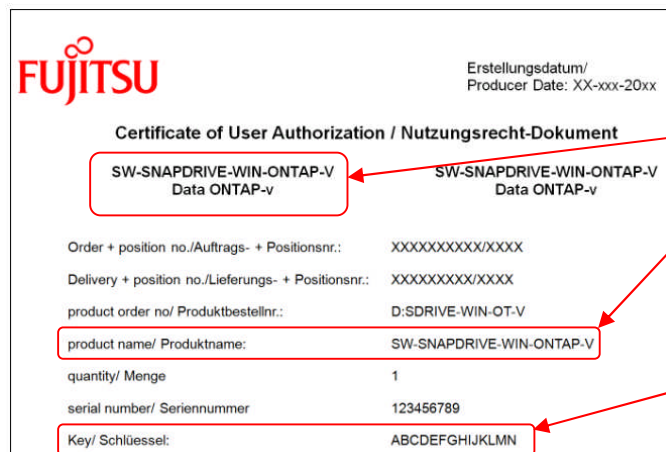 FUJITSU
Erstellungsdatum/
Producer Date: XX-xxx-20xx
Certificate of User Authorization / Nutzungsrecht-Dokument
SW-SNAPDRIVE-WIN-ONTAP-V SW-SNAPDRIVE-WIN-ONTAP-V
Data ONTAP-v Data ONTAP-v
Order + position no./Auftrags- + Positionsnr.: XXXXXXXXXX/XXXX
Delivery + position no./Lieferungs- + Positionsnr.: XXXXXXXXX/XXXX
product order no/ Produktbestellnr.: D:SDRIVE-WIN-OT-V
product name/ Produktname: SW-SNAPDRIVE-WIN-ONTAP-V
quantity/ Menge 1
serial number/ Seriennummer 123456789
Key/ Schlüessel: ABCDEFGHIJKLMN